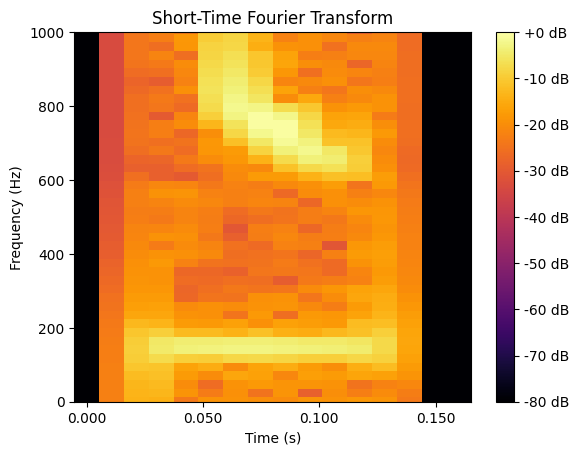 Short-Time Fourier Transform
1000
800
600
400
200
0
Frequency (Hz)
0.000
0.050
0.100
0.150
Time (s)
+0 dB
-10 dB
-20 dB
-30 dB
-40 dB
-50 dB
-60 dB
-70 dB
-80 dB